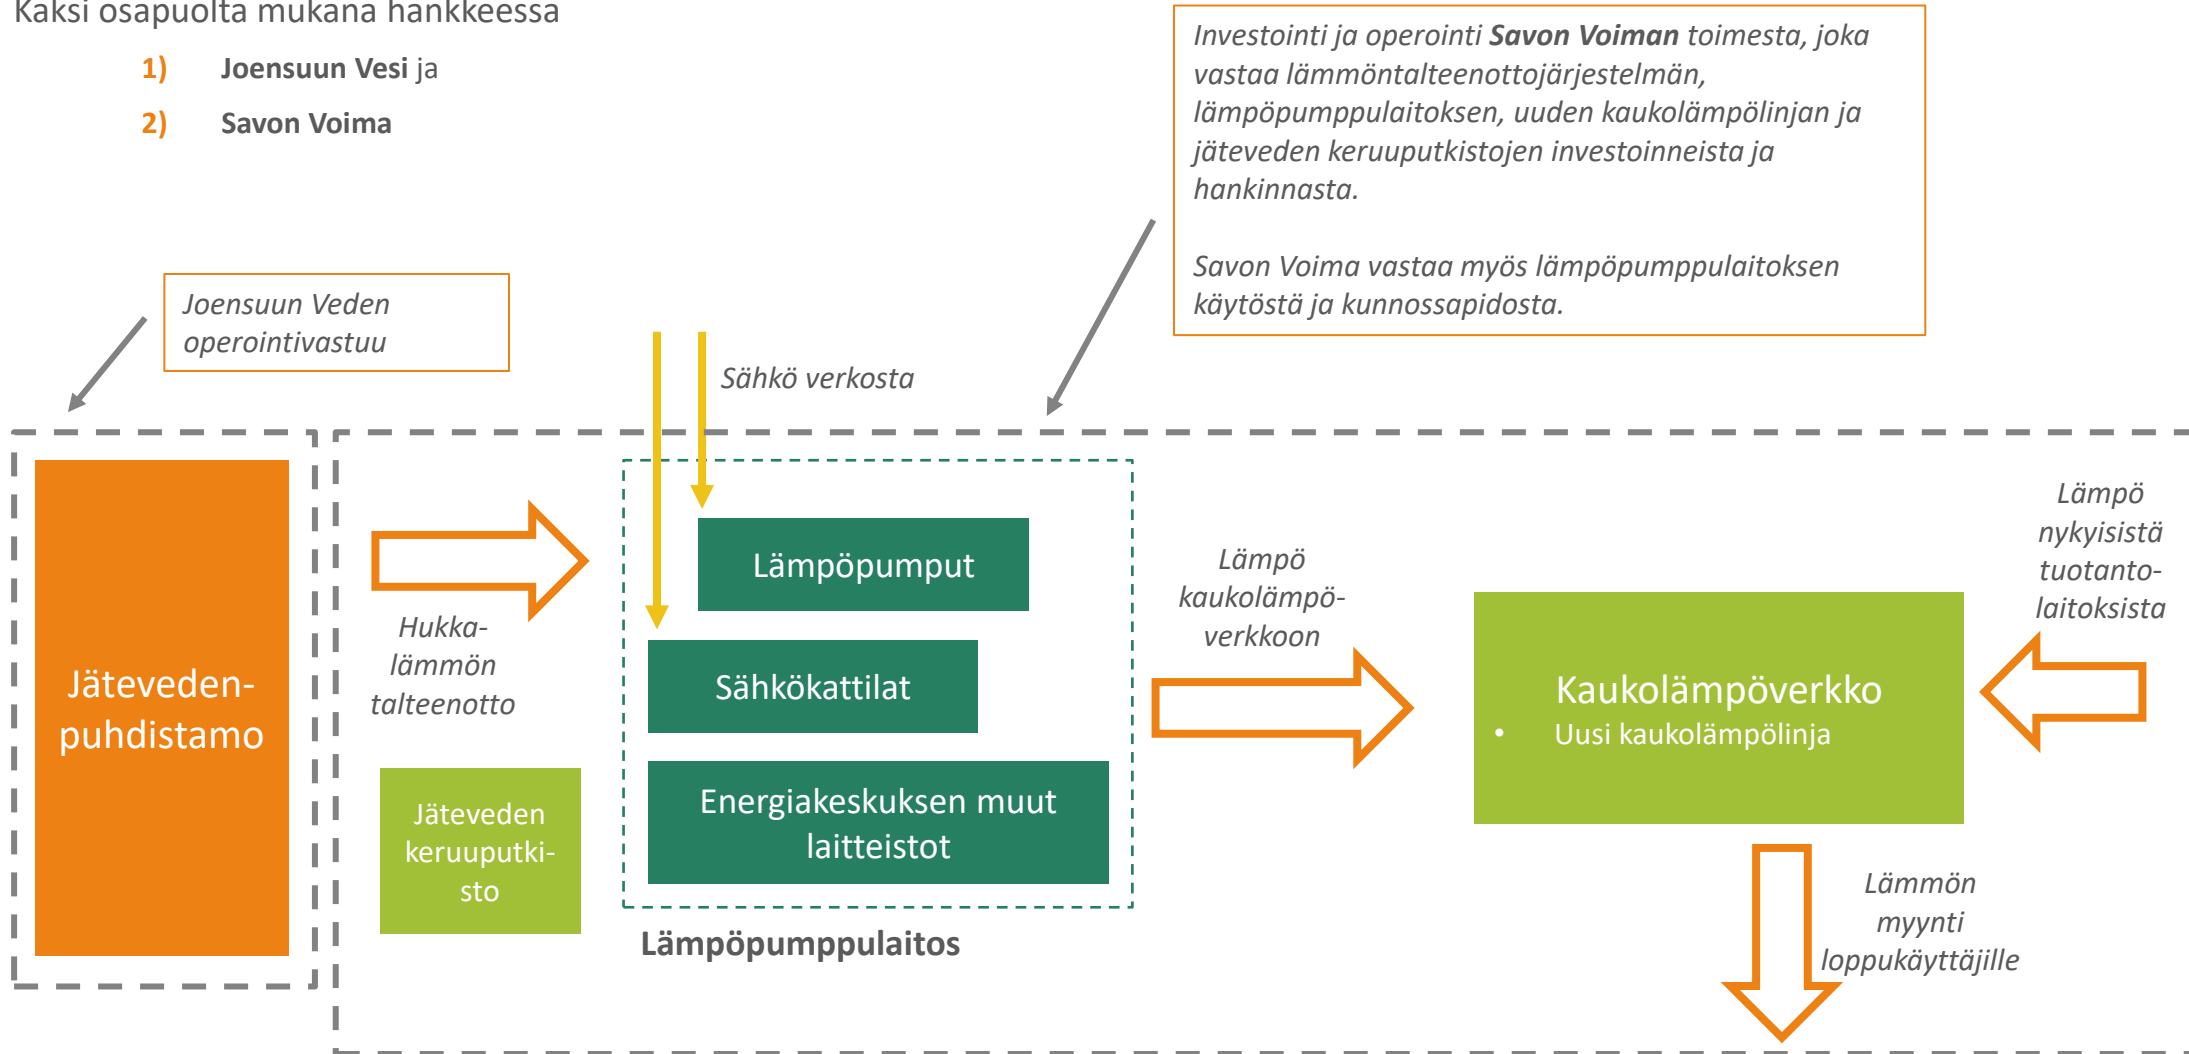 Kaksi osapuolta mukana hankkeessa
1) Joensuun Vesi ja
2) Savon Voima
Investointi ja operointi Savon Voiman toimesta, joka
vastaa lämmöntalteenottojärjestelmän,
lämpöpumppulaitoksen, uuden kaukolämpölinjan ja
jäteveden keruuputkistojen investoinneista ja
hankinnasta.
Savon Voima vastaa myös lämpöpumppulaitoksen
käytöstä ja kunnossapidosta.
Joensuun Veden
operointivastuu
Sähkö verkosta
Jäteveden-
puhdistamo
Hukka-
lämmön
talteenotto
Jäteveden
keruuputki-
sto
Lämpöpumput
Sähkökattilat
Energiakeskuksen muut
laitteistot
Lämpöpumppulaitos
Lämpö
kaukolämpö-
verkkoon
Kaukolämpöverkko
• Uusi kaukolämpölinja
Lämpö
nykyisistä
tuotanto-
laitoksista
Lämmön
myynti
loppukäyttäjille